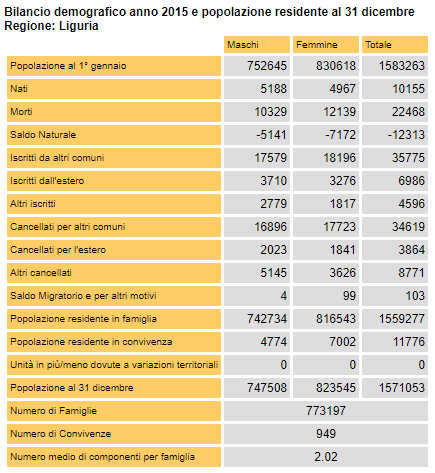 Bilancio demografico anno 2015 e popolazione residente al 31 dicembre
Regione: Liguria
Maschi Femmine Totale
Popolazione al 1° gennaio 752645 830618 1583263
Nati 5188 4967 10155
Morti 10329 12139 22468
Saldo Naturale -5141 -7172 -12313
Iscritti da altri comuni 17579 18196 35775
Iscritti dall'estero 3710 3276 6986
Altri iscritti 2779 1817 4596
Cancellati per altri comuni 16896 17723 34619
Cancellati per l'estero 2023 1841 3864
Altri cancellati 5145 3626 8771
Saldo Migratorio e per altri motivi 4 99 103
Popolazione residente in famiglia 742734 816543 1559277
Popolazione residente in convivenza 4774 7002 11776
Unità in più/meno dovute a variazioni territoriali 0 0 0
Popolazione al 31 dicembre 747508 823545 1571053
Numero di Famiglie 773197
Numero di Convivenze 949
Numero medio di componenti per famiglia 2.02